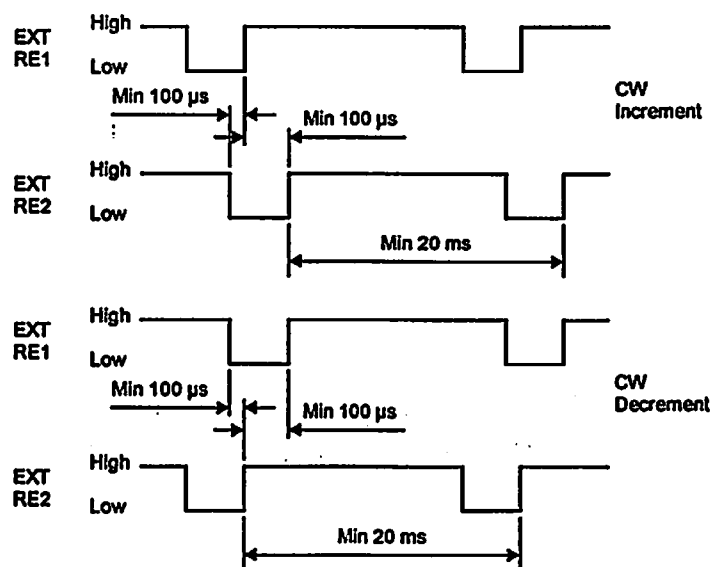 EXT
RE1
High
Low
Min 100 µs
Min 100 µs
CW
Increment
EXT
RE2
High
Low
Min 20 ms
EXT
RE1
High
Low
Min 100 µs
Min 100 µs
CW
Decrement
EXT
RE2
High
Low
Min 20 ms